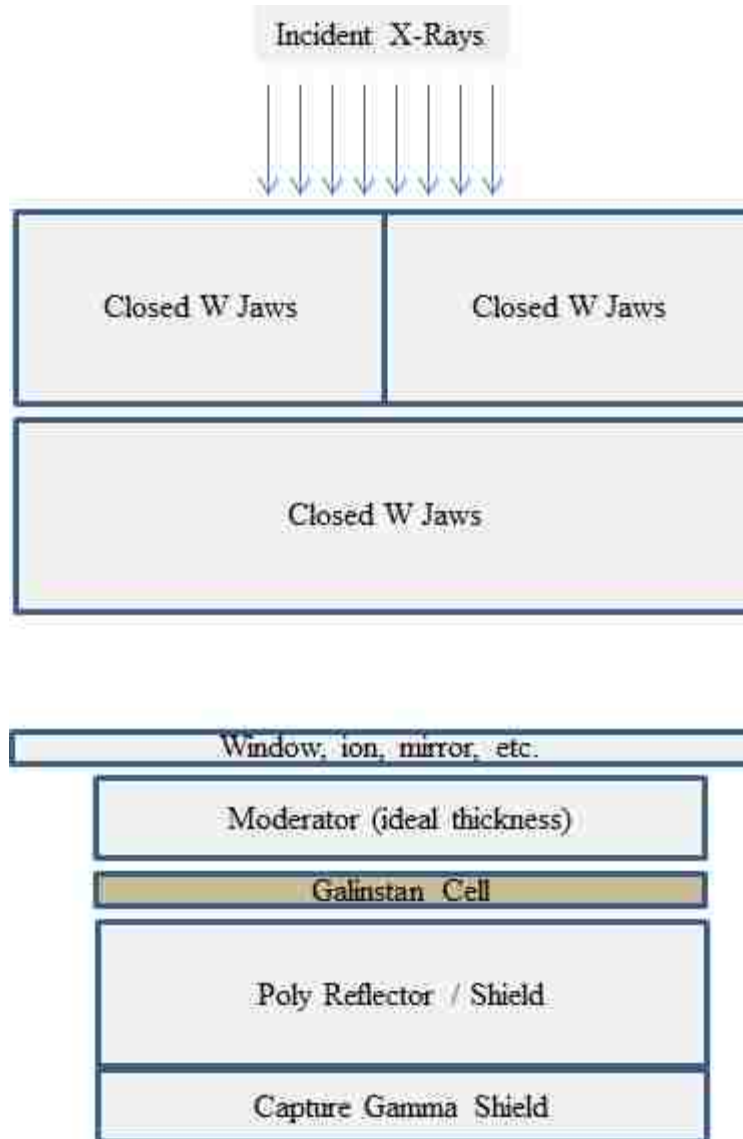 Incident X-Rays
Closed W Jaws
Closed W Jaws
Closed W Jaws
Window, ion, mirror, etc.
Moderator (ideal thickness)
Galinstan Cell
Poly Reflector / Shield
Capture Gamma Shield